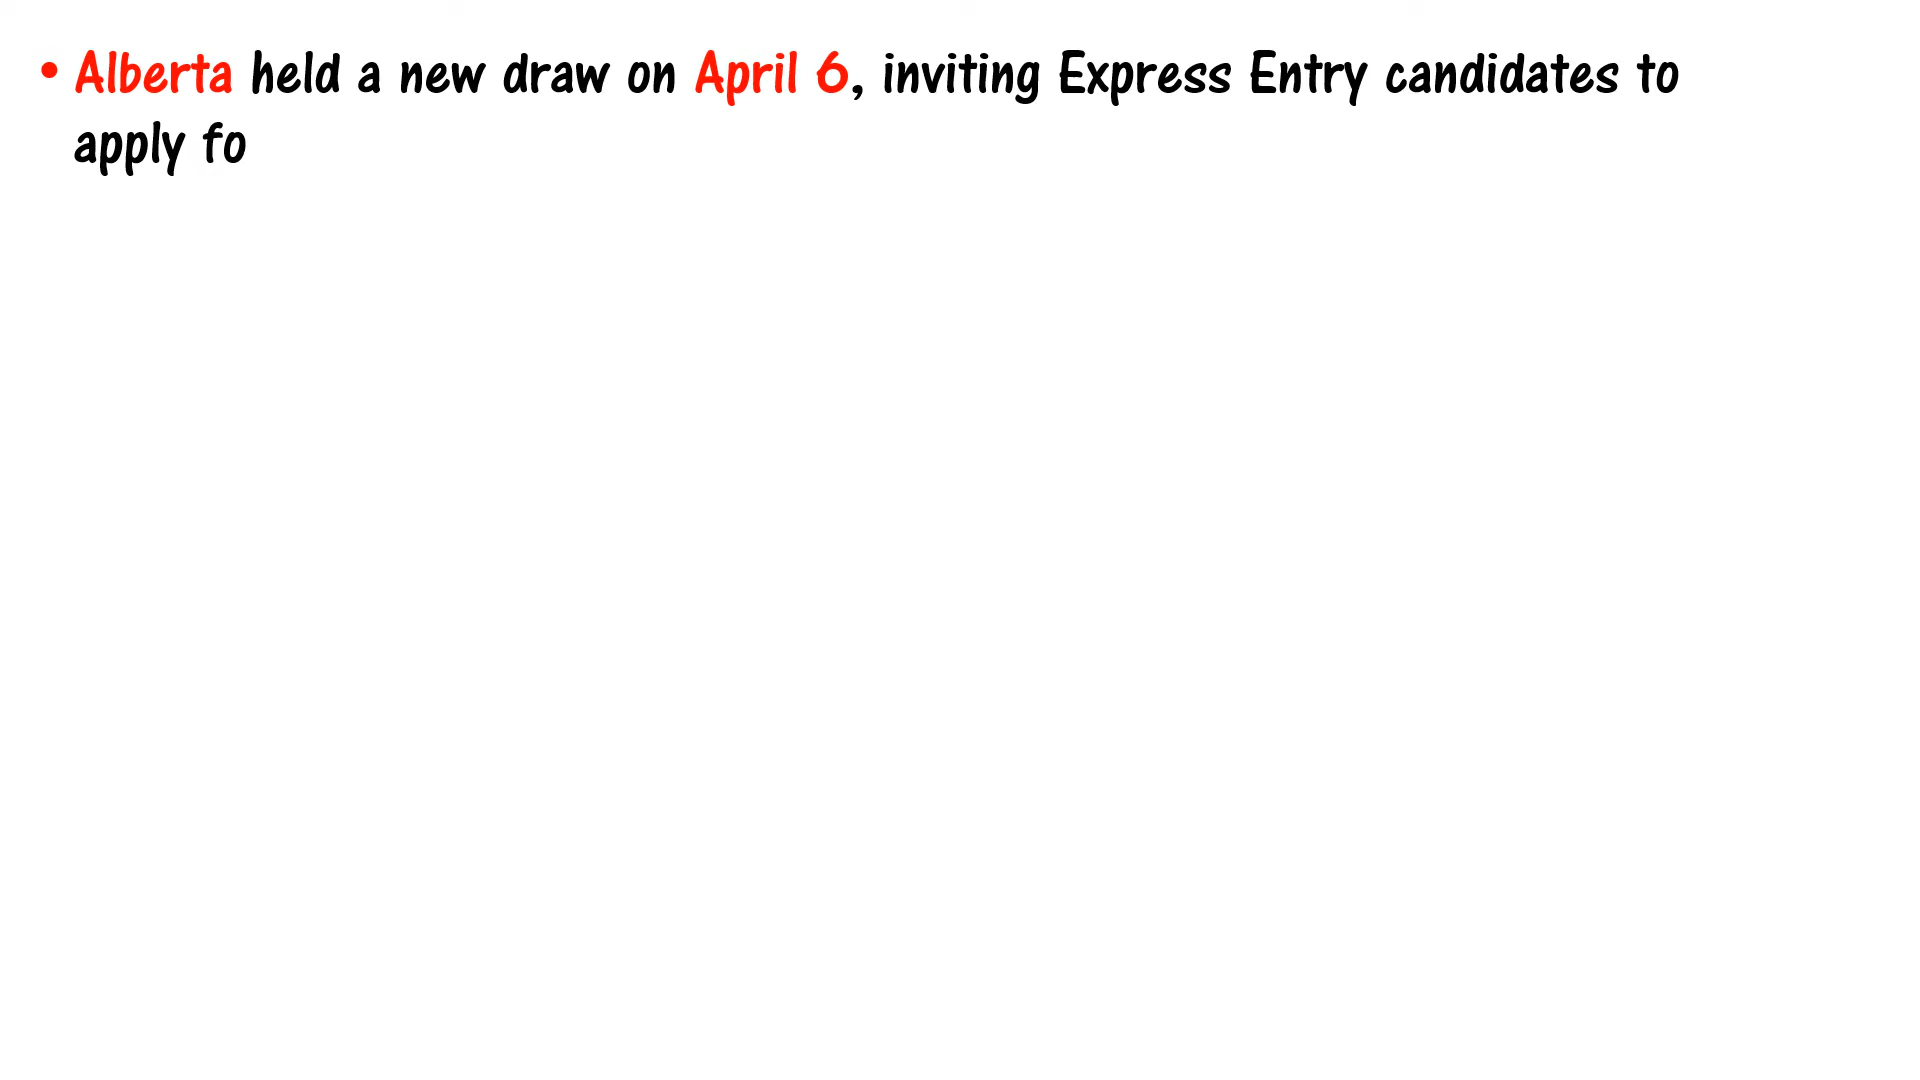 • Alberta held a new draw on April 6, inviting Express Entry candidates to
apply fo